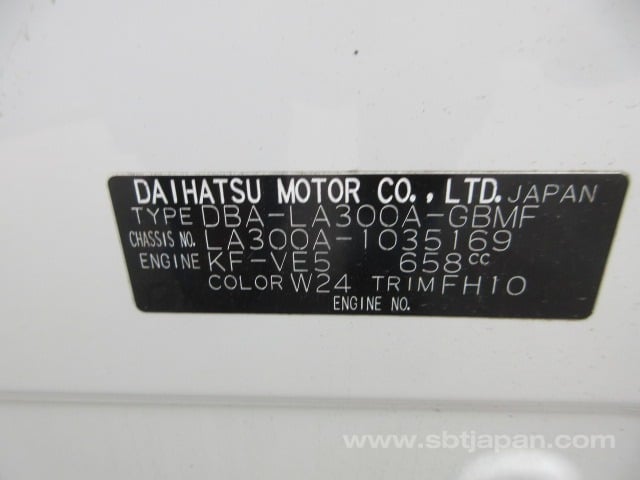 DAIHATSU MOTOR CO., LTD. JAPAN
TYPE DBA-LA300A-GBMF
CHASSIS NO. LA300A-1035169
ENGINE KF-VE5 658cc
COLOR W24 TRIM FH10
ENGINE NO.
www.sbtjapan.com